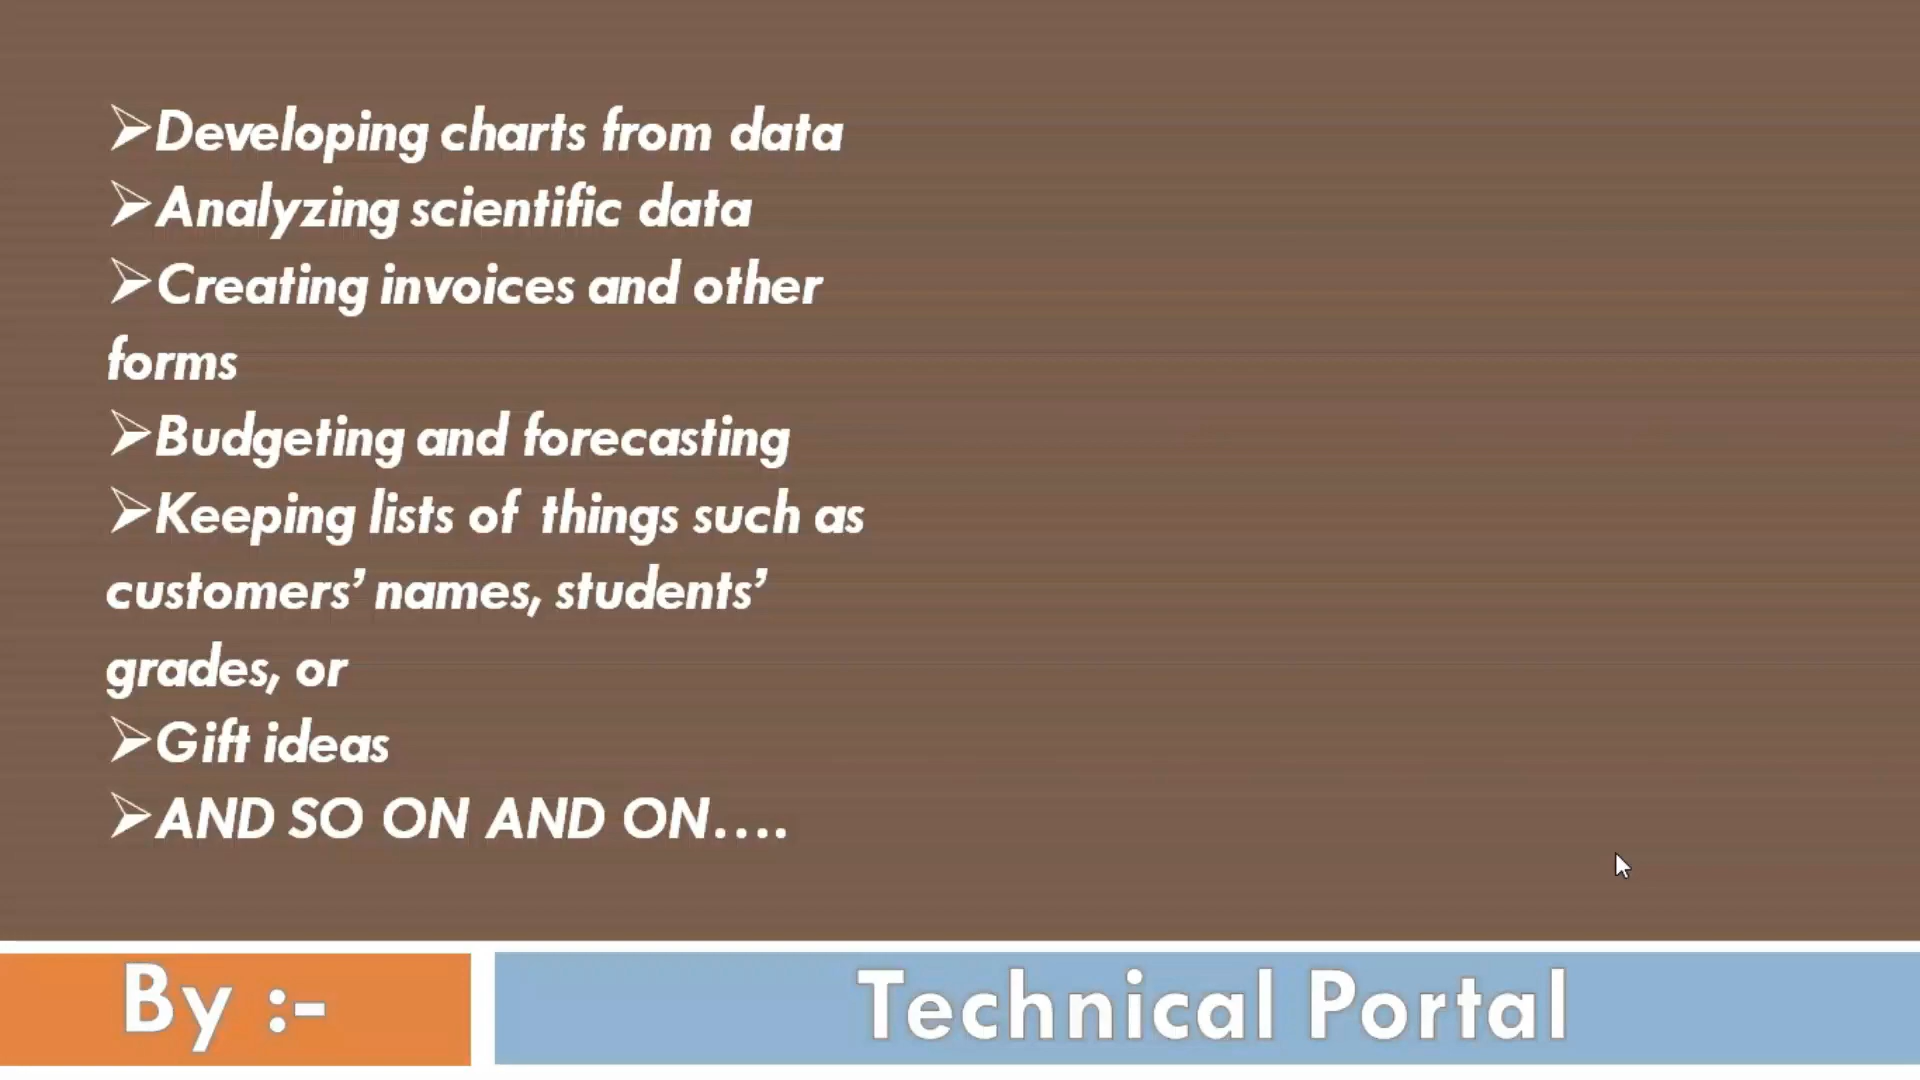 ➢Developing charts from data
➢Analyzing scientific data
➢Creating invoices and other
forms
➢Budgeting and forecasting
➢Keeping lists of things such as
customers’ names, students’
grades, or
➢Gift ideas
➢AND SO ON AND ON....
By :- Technical Portal